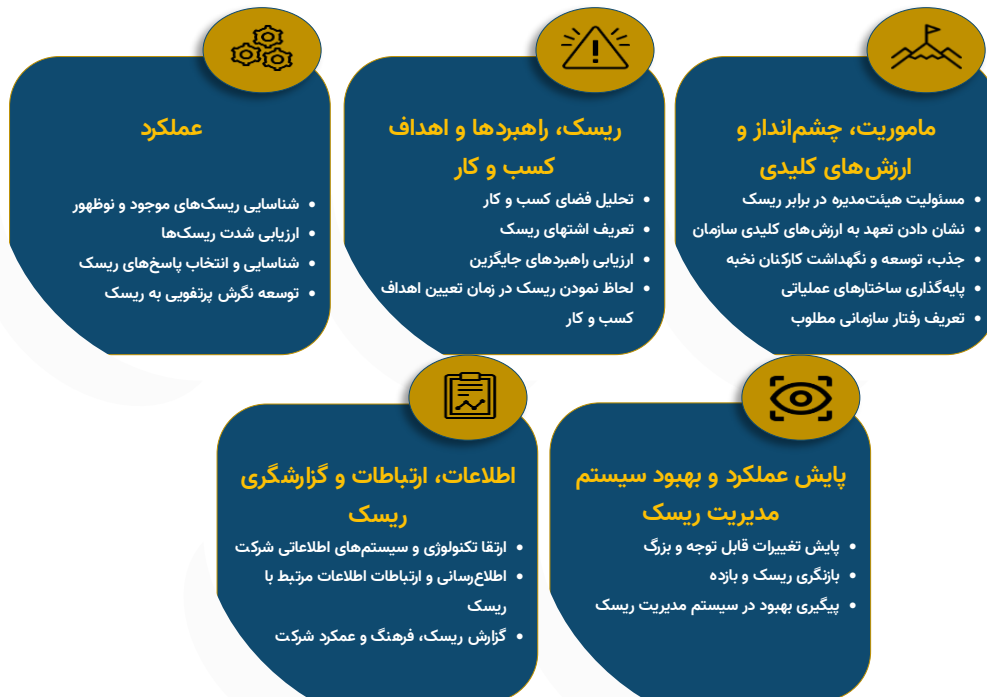 ماموریت، چشم‌انداز و
ارزش‌های کلیدی
• مسئولیت هیئت‌مدیره در برابر ریسک
• نشان دادن تعهد به ارزش‌های کلیدی سازمان
• جذب، توسعه و نگهداشت کارکنان نخبه
• پایه‌گذاری ساختارهای عملیاتی
• تعریف رفتار سازمانی مطلوب
ریسک، راهبردها و اهداف
کسب و کار
• تحلیل فضای کسب و کار
• تعریف اشتهای ریسک
• ارزیابی راهبردهای جایگزین
• لحاظ نمودن ریسک در زمان تعیین اهداف
کسب و کار
عملکرد
• شناسایی ریسک‌های موجود و نوظهور
• ارزیابی شدت ریسک‌ها
• شناسایی و انتخاب پاسخ‌های ریسک
• توسعه نگرش پرتفویی به ریسک
پایش عملکرد و بهبود سیستم
مدیریت ریسک
• پایش تغییرات قابل توجه و بزرگ
• بازنگری ریسک و بازده
• پیگیری بهبود در سیستم مدیریت ریسک
اطلاعات، ارتباطات و گزارشگری
ریسک
• ارتقا تکنولوژی و سیستم‌های اطلاعاتی شرکت
• اطلاع‌رسانی و ارتباطات اطلاعات مرتبط با
ریسک
• گزارش ریسک، فرهنگ و عمکرد شرکت